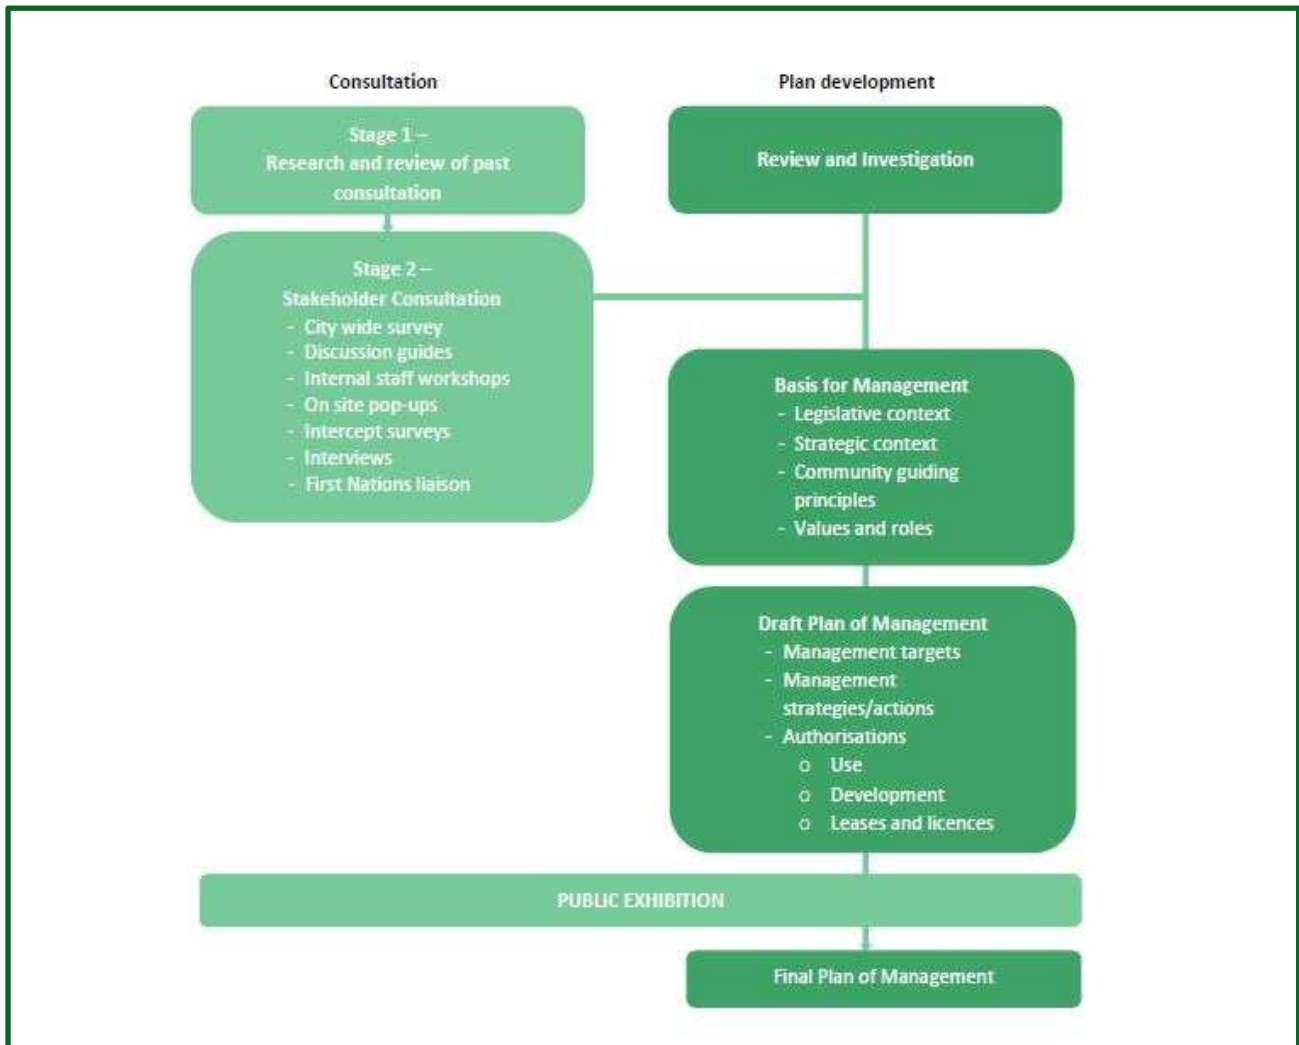 Consultation
Stage 1 –
Research and review of past
consultation
Stage 2 –
Stakeholder Consultation
- City wide survey
- Discussion guides
- Internal staff workshops
- On site pop-ups
- Intercept surveys
- Interviews
- First Nations liaison
Plan development
Review and Investigation
Basis for Management
- Legislative context
- Strategic context
- Community guiding
principles
- Values and roles
Draft Plan of Management
- Management targets
- Management
strategies/actions
- Authorisations
o Use
o Development
o Leases and licences
PUBLIC EXHIBITION
Final Plan of Management